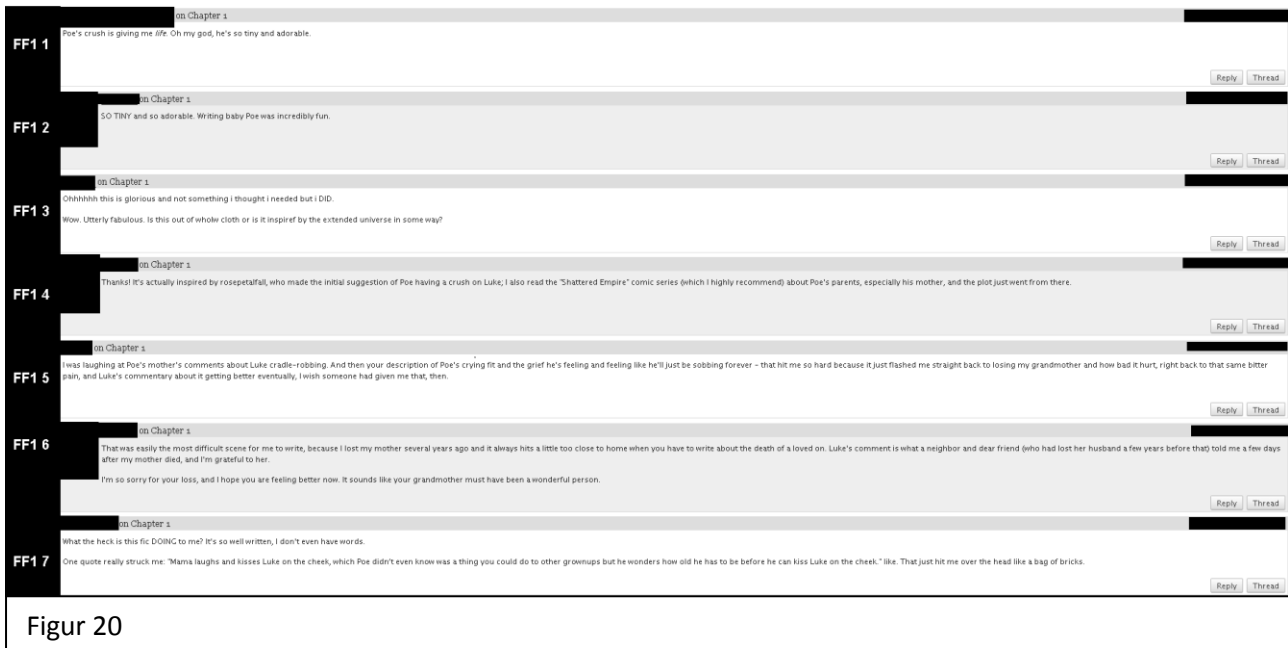 on Chapter 1
FF1 1
Poe's crush is giving me life. Oh my god, he's so tiny and adorable.
Reply Thread
on Chapter 1
FF1 2
SO TINY and so adorable. Writing baby Poe was incredibly fun.
Reply Thread
on Chapter 1
FF1 3
Ohhhhhh this is glorious and not something i thought i needed but i DID.
Wow. Utterly fabulous. Is this out of wholw cloth or is it inspiref by the extended universe in some way?
Reply Thread
on Chapter 1
FF1 4
Thanks! It's actually inspired by rosepetalfall, who made the initial suggestion of Poe having a crush on Luke; I also read the "Shattered Empire" comic series (which I highly recommend) about Poe's parents, especially his mother, and the plot just went from there.
Reply Thread
on Chapter 1
FF1 5
I was laughing at Poe's mother's comments about Luke cradle-robbing. And then your description of Poe's crying fit and the grief he's feeling and feeling like he'll just be sobbing forever – that hit me so hard because it just flashed me straight back to losing my grandmother and how bad it hurt, right back to that same bitter
pain, and Luke's commentary about it getting better eventually, I wish someone had given me that, then.
Reply Thread
on Chapter 1
FF1 6
That was easily the most difficult scene for me to write, because I lost my mother several years ago and it always hits a little too close to home when you have to write about the death of a loved on. Luke's comment is what a neighbor and dear friend (who had lost her husband a few years before that) told me a few days
after my mother died, and I'm grateful to her.
I'm so sorry for your loss, and I hope you are feeling better now. It sounds like your grandmother must have been a wonderful person.
Reply Thread
on Chapter 1
FF1 7
What the heck is this fic DOING to me? It's so well written, I don't even have words.
One quote really struck me: "Mama laughs and kisses Luke on the cheek, which Poe didn't even know was a thing you could do to other grownups but he wonders how old he has to be before he can kiss Luke on the cheek." like. That just hit me over the head like a bag of bricks.
Reply Thread
Figur 20